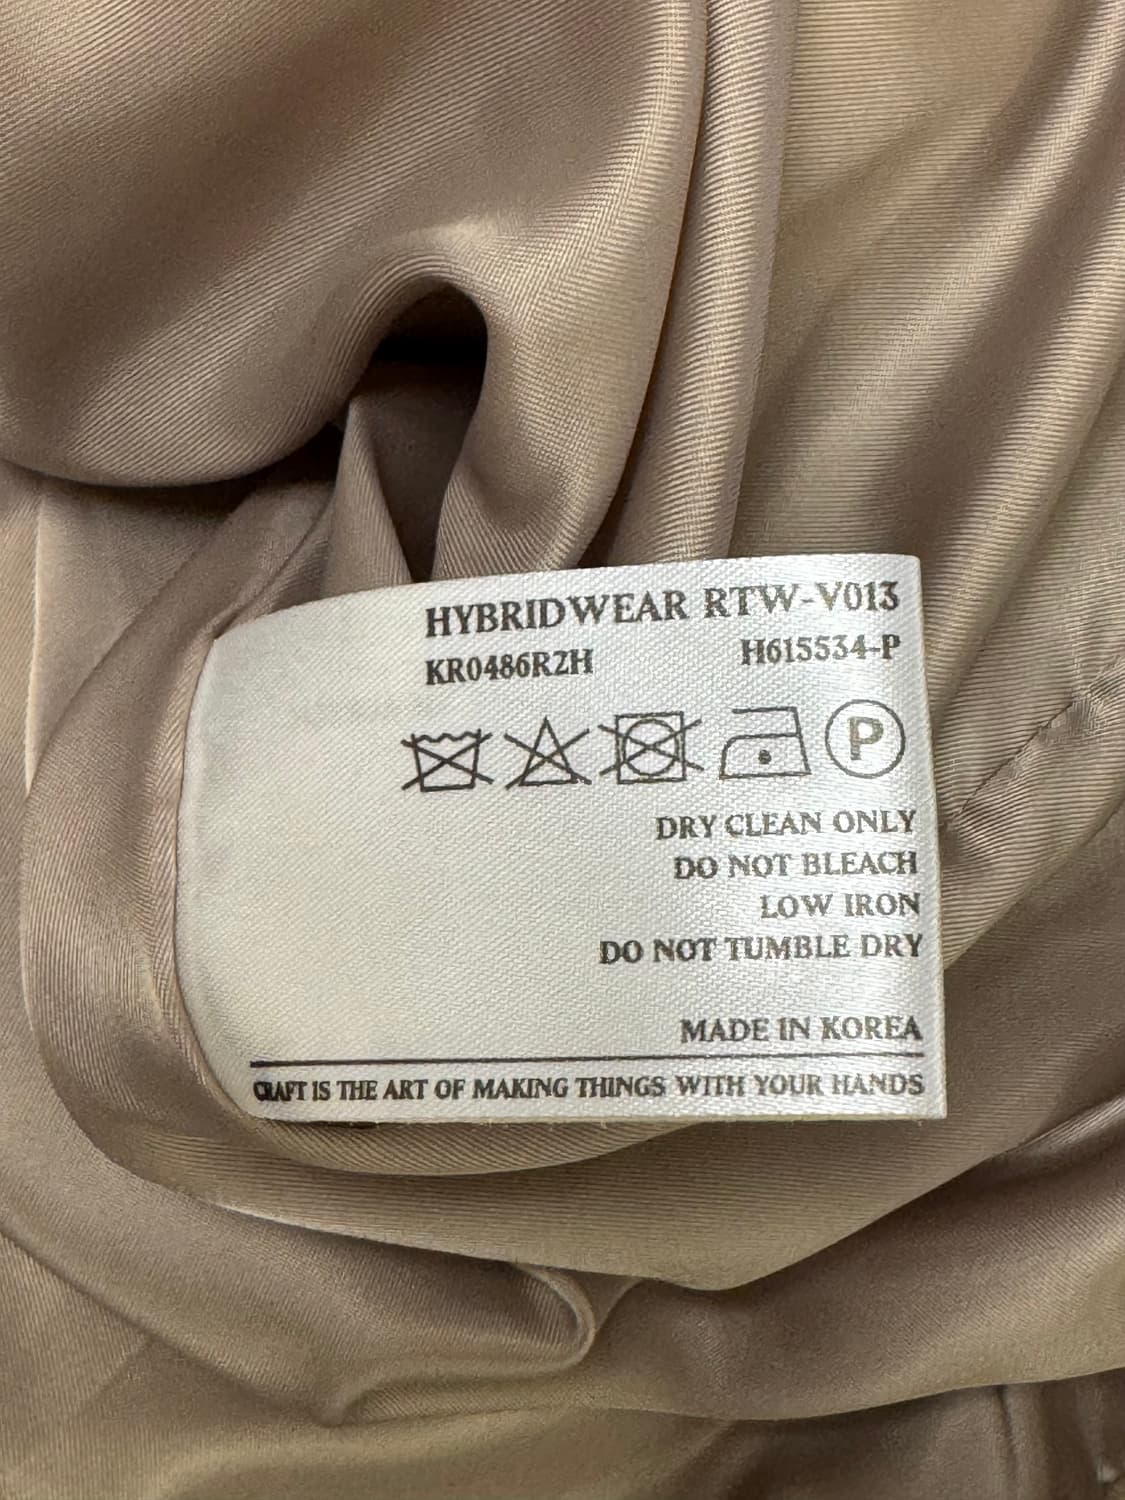 HYBRIDWEAR RTW-V013
KR0486R2H H615534-P
P
DRY CLEAN ONLY
DO NOT BLEACH
LOW IRON
DO NOT TUMBLE DRY
MADE IN KOREA
CRAFT IS THE ART OF MAKING THINGS WITH YOUR HANDS